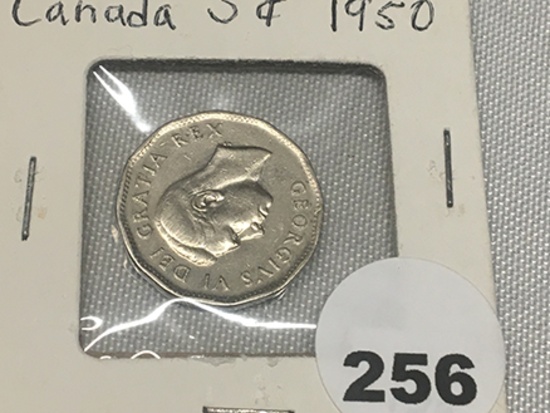 Canada 5¢ 1950
GEORGIVS VI DEI GRATIA REX
256